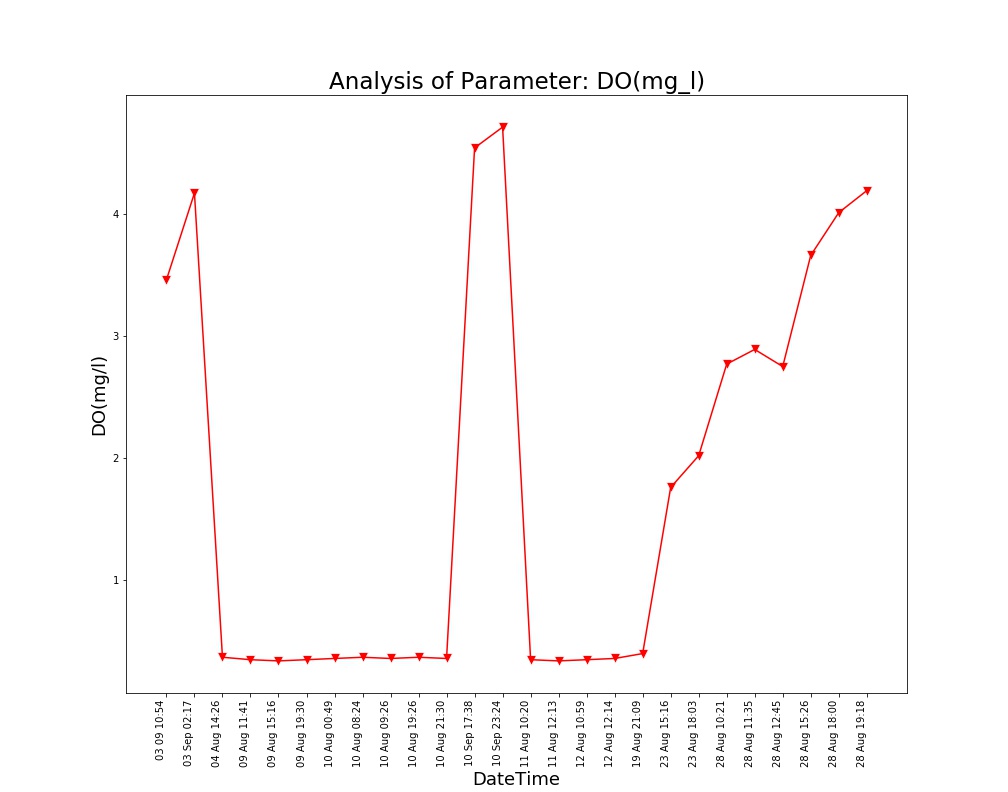 Analysis of Parameter: DO(mg_l)
DO(mg/l)
4
3
2
1
03 09 10:54
03 Sep 02:17
04 Aug 14:26
09 Aug 11:41
09 Aug 15:16
09 Aug 19:30
10 Aug 00:49
10 Aug 08:24
10 Aug 09:26
10 Aug 19:26
10 Aug 21:30
10 Sep 17:38
10 Sep 23:24
11 Aug 10:20
11 Aug 12:13
12 Aug 10:59
12 Aug 12:14
19 Aug 21:09
23 Aug 15:16
23 Aug 18:03
28 Aug 10:21
28 Aug 11:35
28 Aug 12:45
28 Aug 15:26
28 Aug 18:00
28 Aug 19:18
DateTime